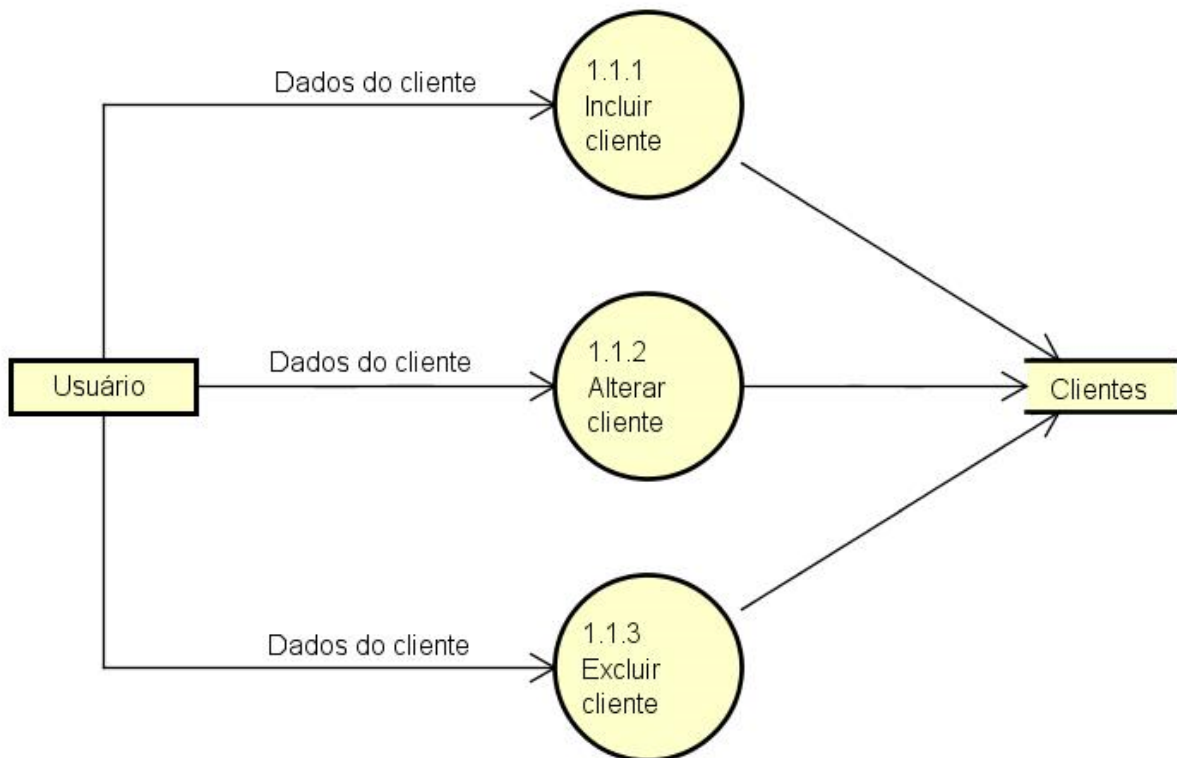 Dados do cliente
1.1.1
Incluir
cliente
Usuário
Dados do cliente
1.1.2
Alterar
cliente
Clientes
Dados do cliente
1.1.3
Excluir
cliente